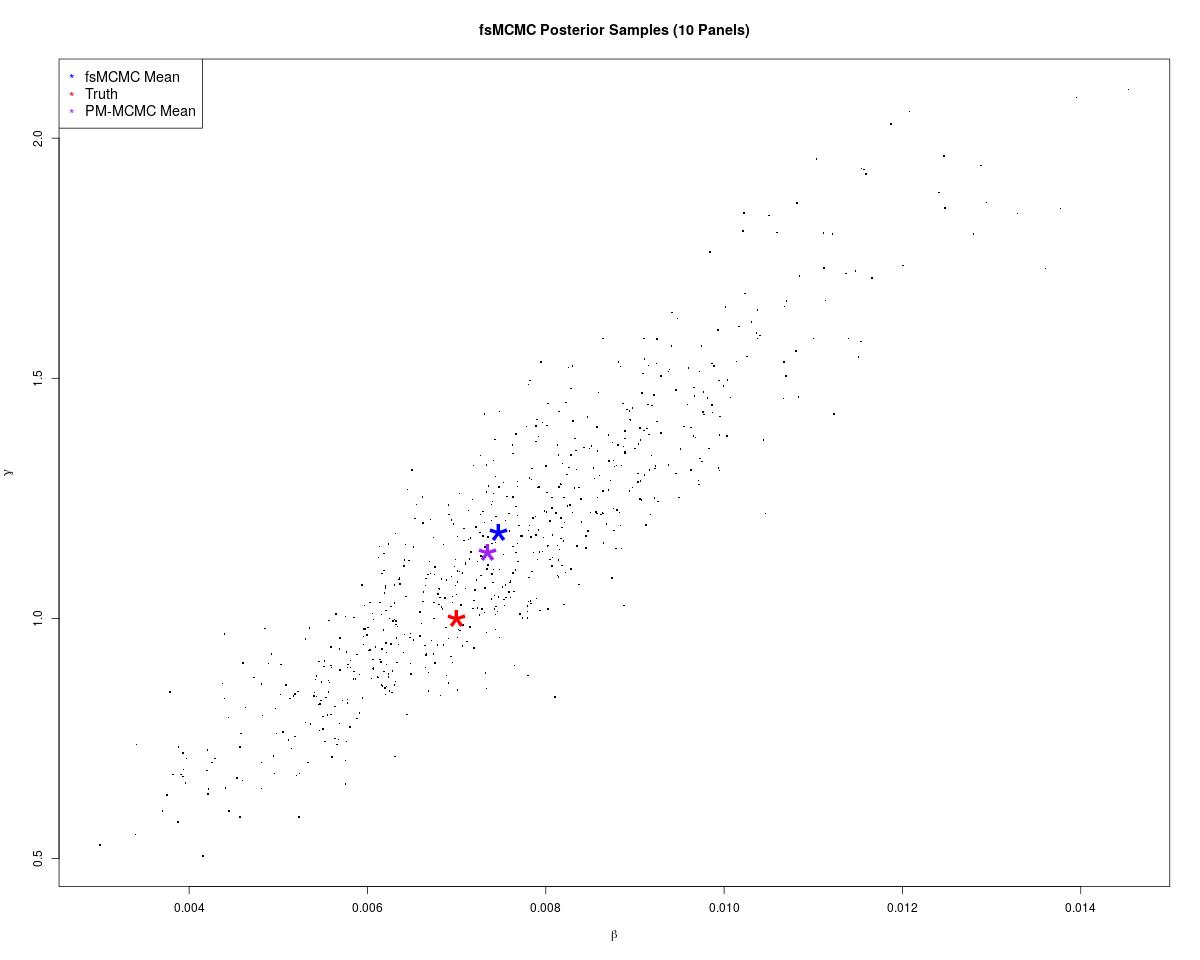 fsMCMC Posterior Samples (10 Panels)
fsMCMC Mean
Truth
PM-MCMC Mean
2.0
1.5
γ
1.0
0.5
0.004 0.006 0.008 0.010 0.012 0.014
β